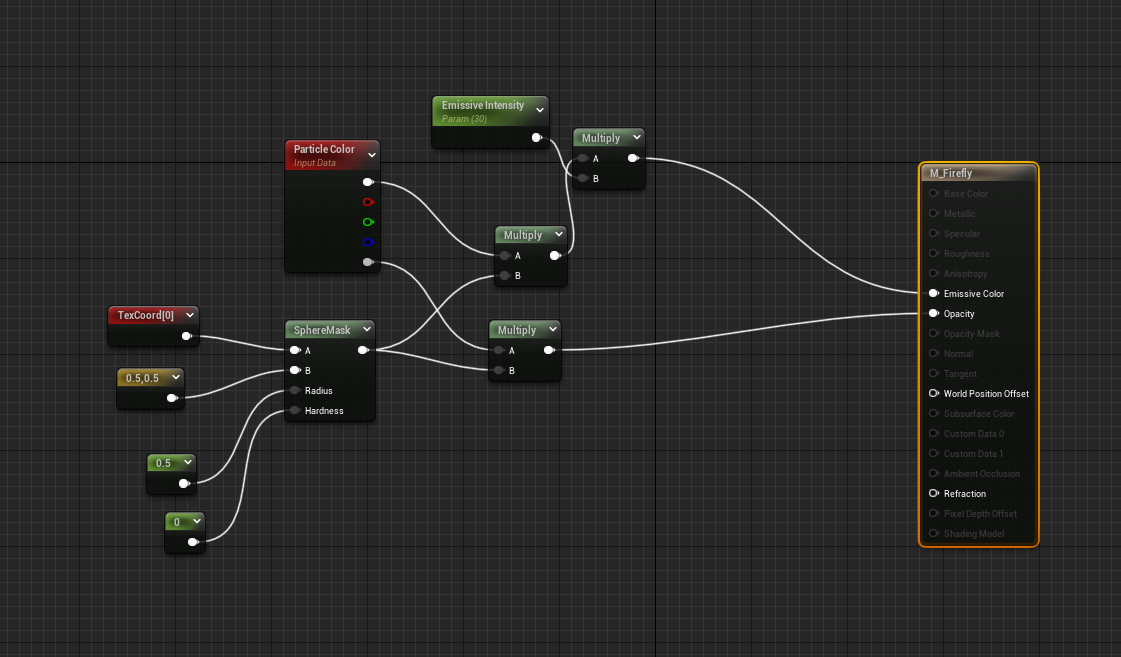 Emissive Intensity
Param (30)
Multiply
A
B
Particle Color
Input Data
Multiply
A
B
TexCoord[0]
SphereMask
A
B
Radius
Hardness
Multiply
A
B
0.5,0.5
0.5
0
M_Firefly
Base Color
Metallic
Specular
Roughness
Anisotropy
Emissive Color
Opacity
Opacity Mask
Normal
Tangent
World Position Offset
Subsurface Color
Custom Data 0
Custom Data 1
Ambient Occlusion
Refraction
Pixel Depth Offset
Shading Model